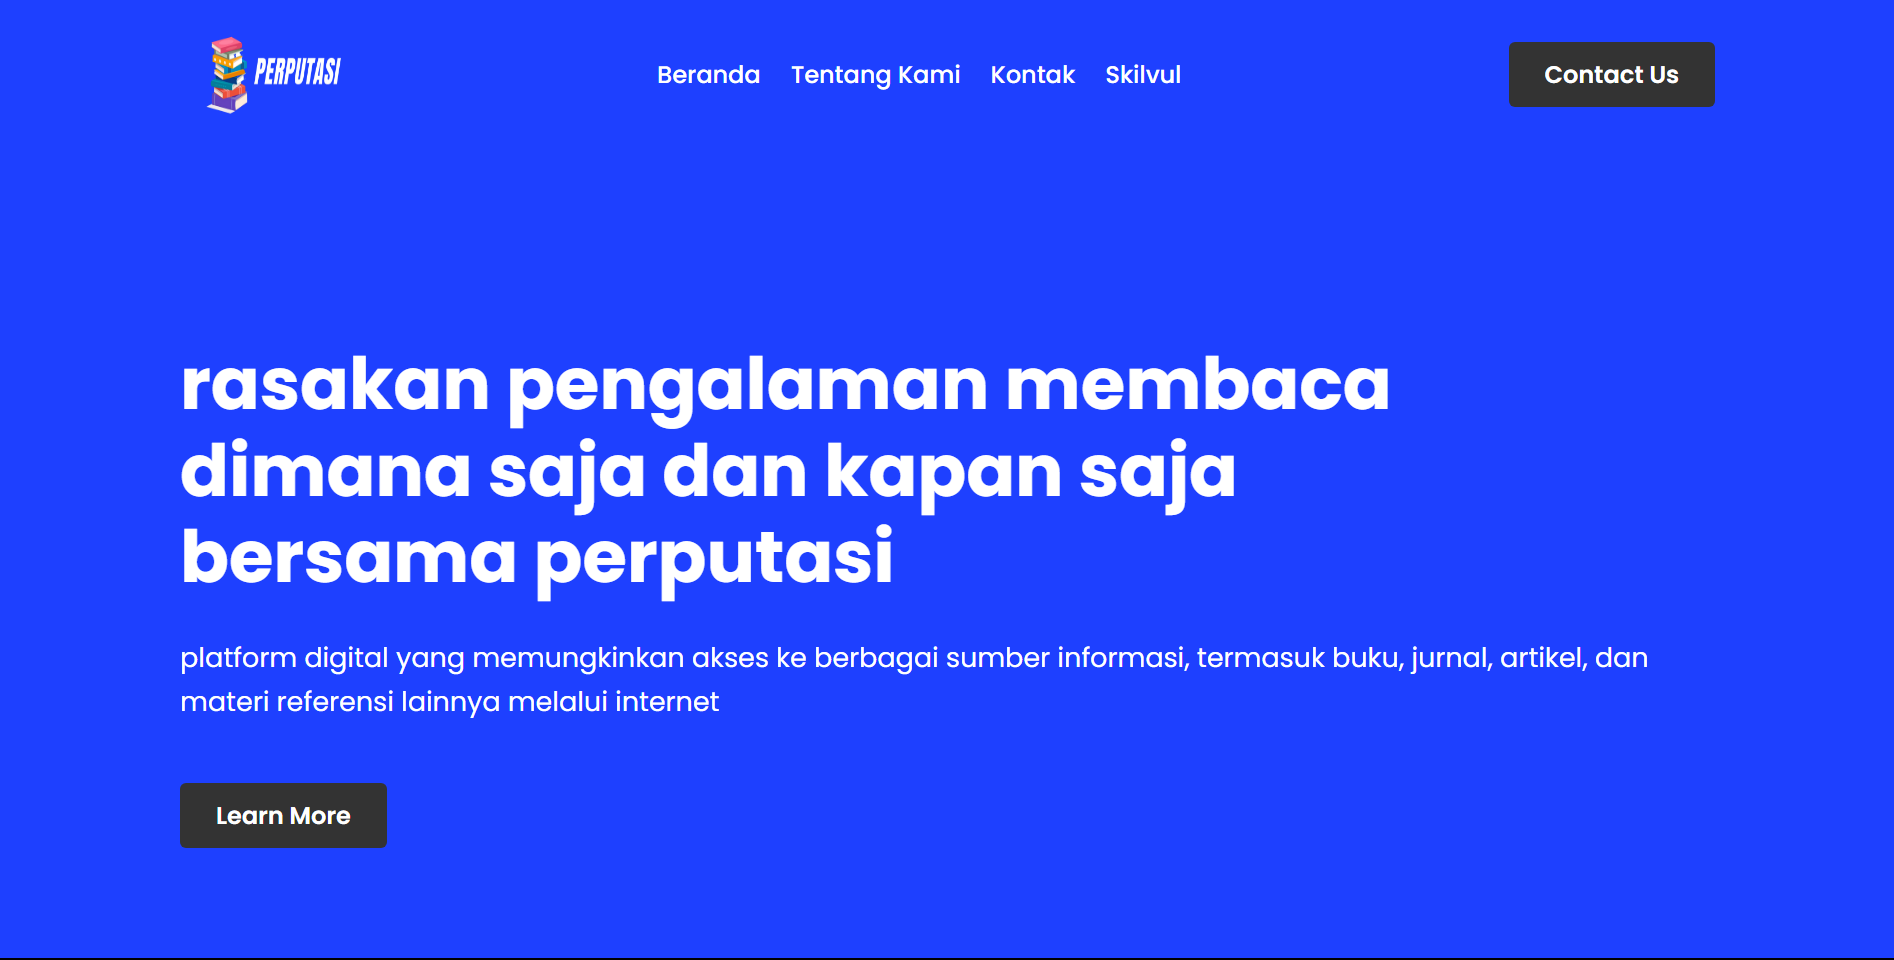 PERPUTASI
Beranda Tentang Kami Kontak Skilvul
Contact Us
rasakan pengalaman membaca
dimana saja dan kapan saja
bersama perputasi
platform digital yang memungkinkan akses ke berbagai sumber informasi, termasuk buku, jurnal, artikel, dan
materi referensi lainnya melalui internet
Learn More